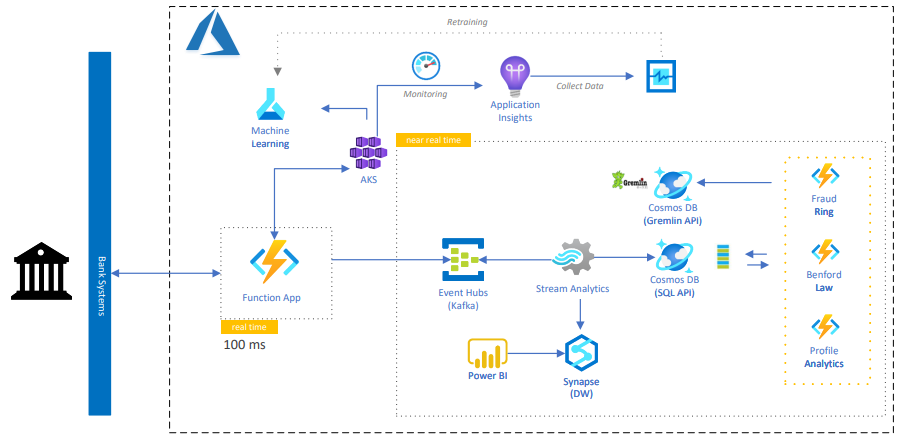 Retraining
Monitoring
Collect Data
Application
Insights
Machine
Learning
near real time
AKS
Gremlin
Cosmos DB
(Gremlin API)
Fraud
Ring
Bank Systems
Function App
Event Hubs
(Kafka)
Stream Analytics
Cosmos DB
(SQL API)
Benford
Law
real time
100 ms
Profile
Analytics
Power BI
Synapse
(DW)